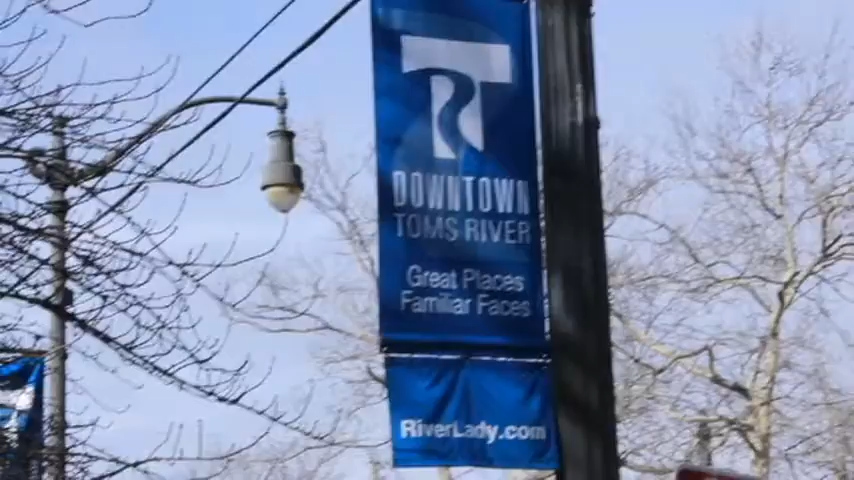 T
DOWNTOWN
TOMS RIVER
Great Places
Familiar Faces
RiverLady.com